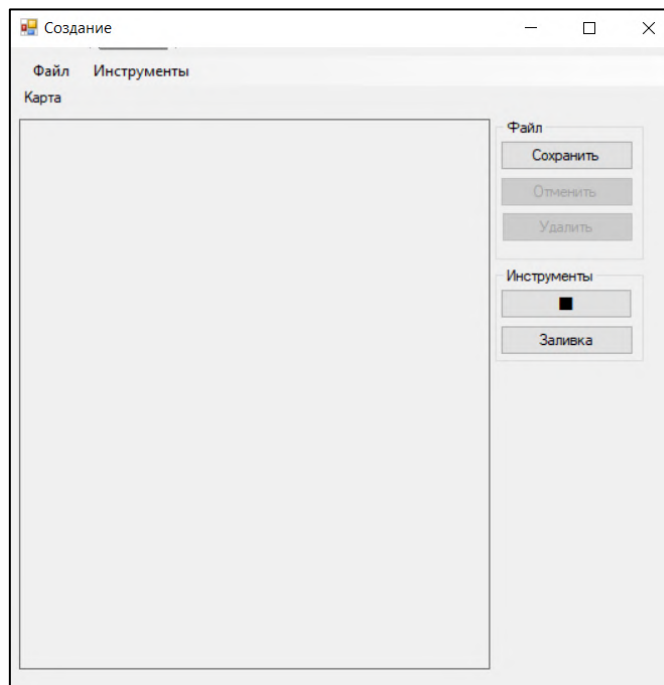 Создание
Файл Инструменты
Карта
Файл
Сохранить
Отменить
Удалить
Инструменты
Заливка